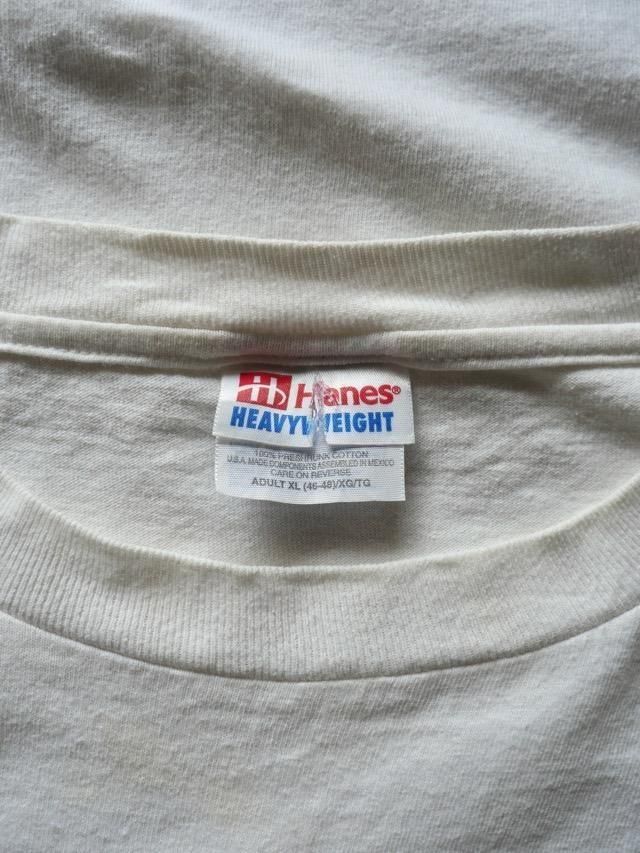 Hanes®
HEAVYWEIGHT
100% PRESHRUNK COTTON
U.S.A. MADE COMPONENTS ASSEMBLED IN MEXICO
CARE ON REVERSE
ADULT XL (46-48)/XG/TG